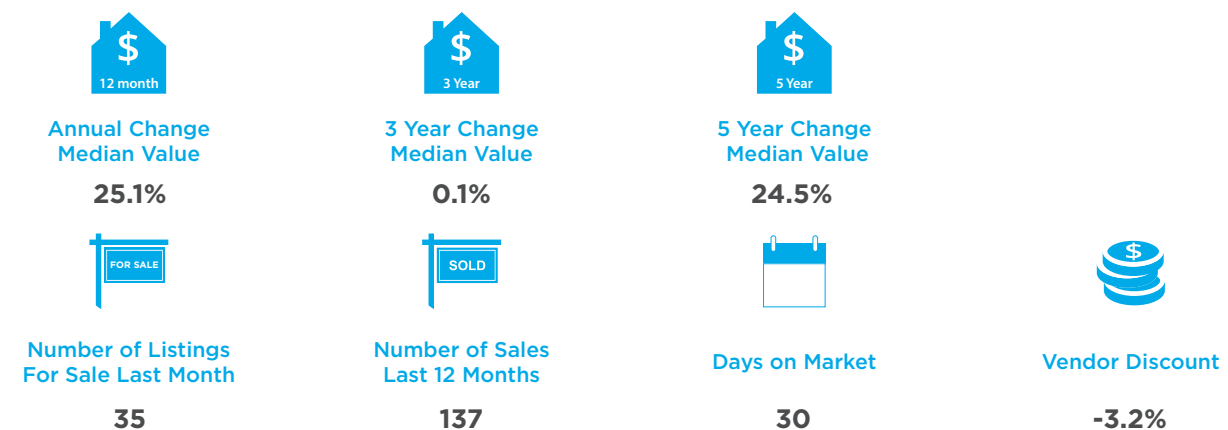 $
12 month
$
3 Year
$
5 Year
Annual Change
Median Value
3 Year Change
Median Value
5 Year Change
Median Value
25.1%
0.1%
24.5%
FOR SALE
SOLD
$
Number of Listings
For Sale Last Month
Number of Sales
Last 12 Months
Days on Market
Vendor Discount
35
137
30
-3.2%